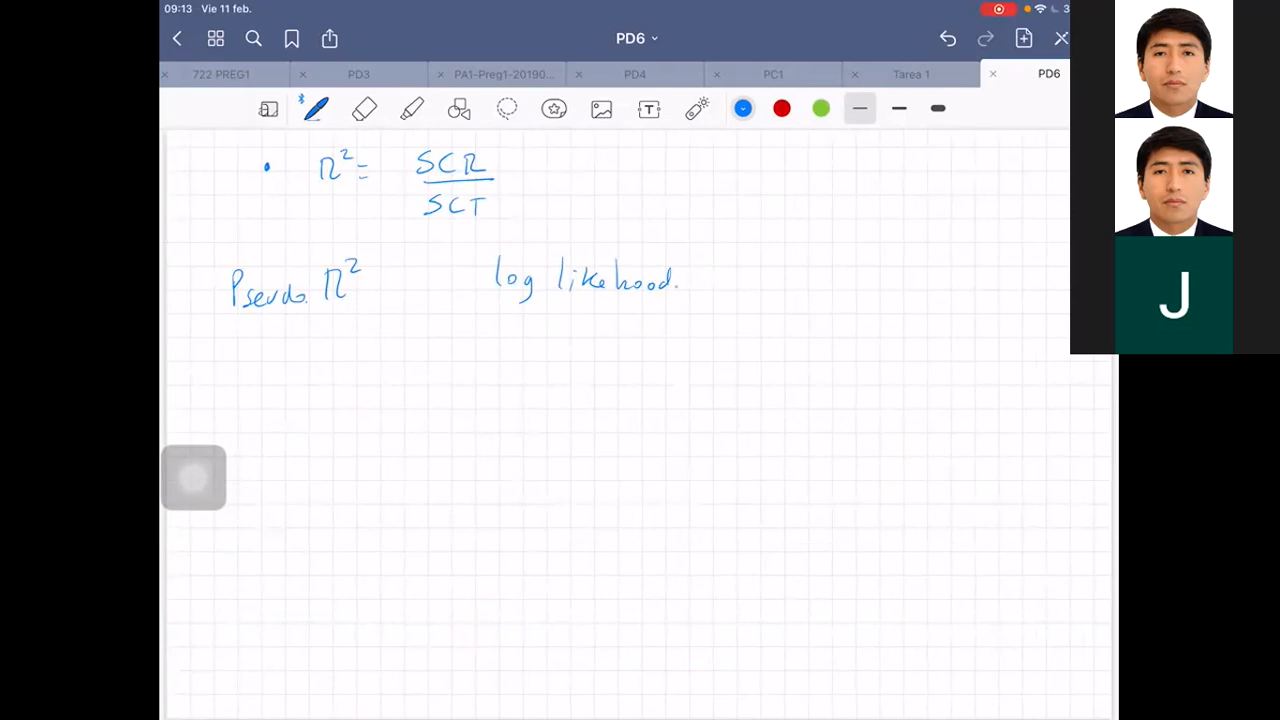 09:13 Vie 11 feb.
3
PD6
722 PREG1
PD3
PA1-Preg1-20190...
PD4
PC1
Tarea 1
PD6
T
• R² = SCR
SCT
Pseudo. R² log likehood.
J